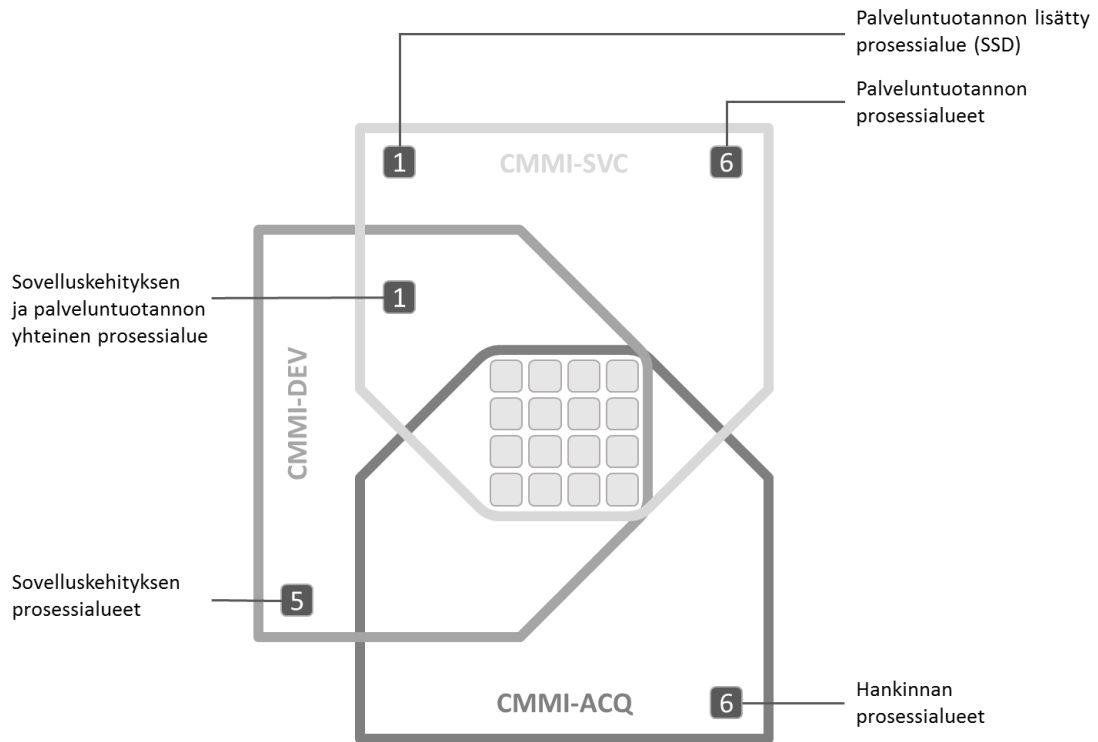 Palveluntuotannon lisätty
prosessialue (SSD)
Palveluntuotannon
prosessialueet
1
CMMI-SVC
6
Sovelluskehityksen
ja palveluntuotannon
yhteinen prosessialue
1
CMMI-DEV
Sovelluskehityksen
prosessialueet
5
CMMI-ACQ
6
Hankinnan
prosessialueet